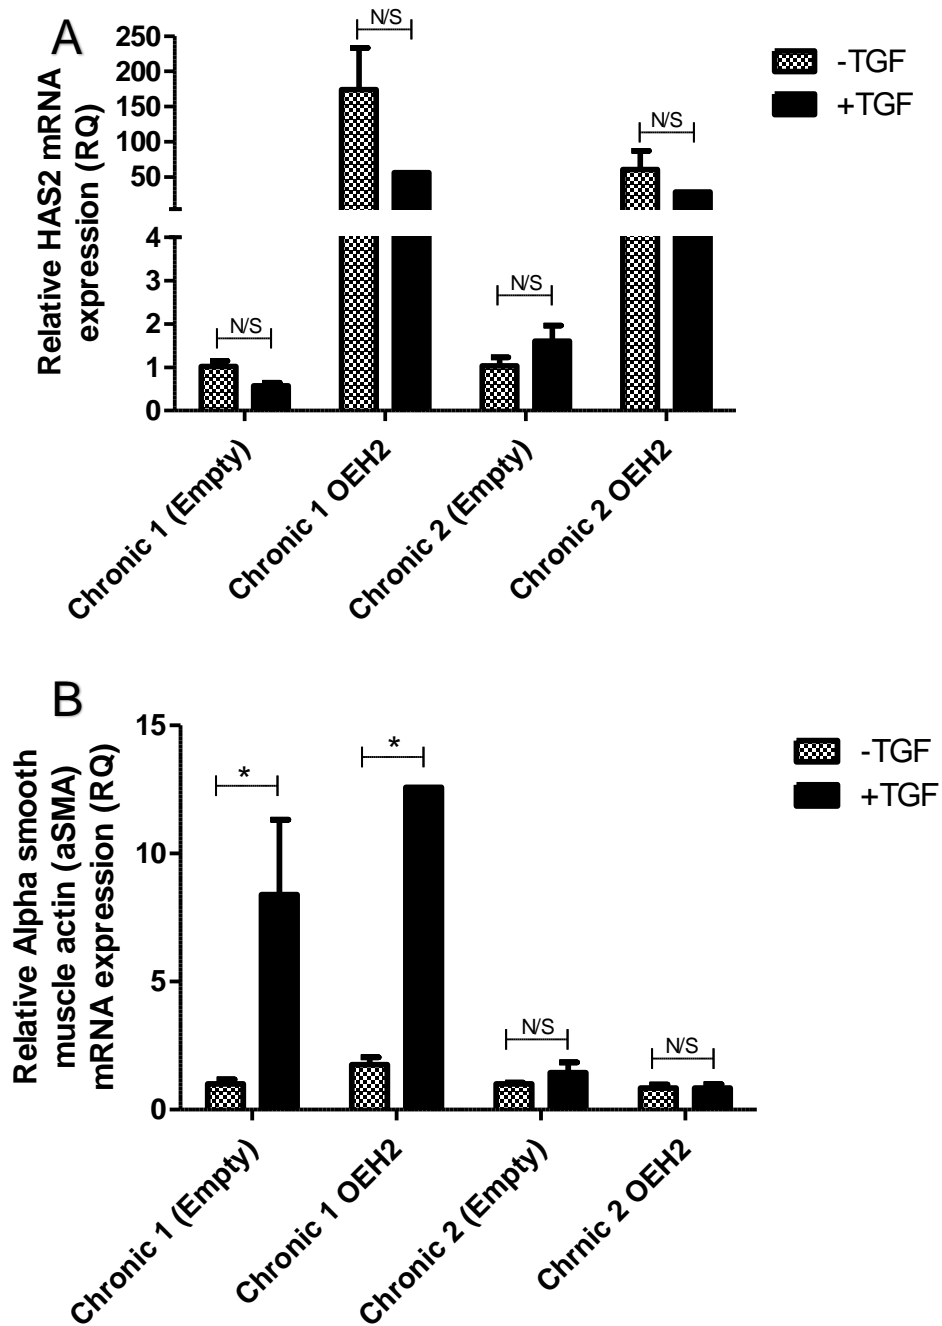 A
Relative HAS2 mRNA
expression (RQ)
250
200
150
100
50
4
3
2
1
0
N/S
N/S
N/S
N/S
-TGF
+TGF
Chronic 1 (Empty)
Chronic 1 OEH2
Chronic 2 (Empty)
Chronic 2 OEH2
B
Relative Alpha smooth
muscle actin (aSMA)
mRNA expression (RQ)
15
10
5
0
*
*
N/S
N/S
-TGF
+TGF
Chronic 1 (Empty)
Chronic 1 OEH2
Chronic 2 (Empty)
Chrnic 2 OEH2